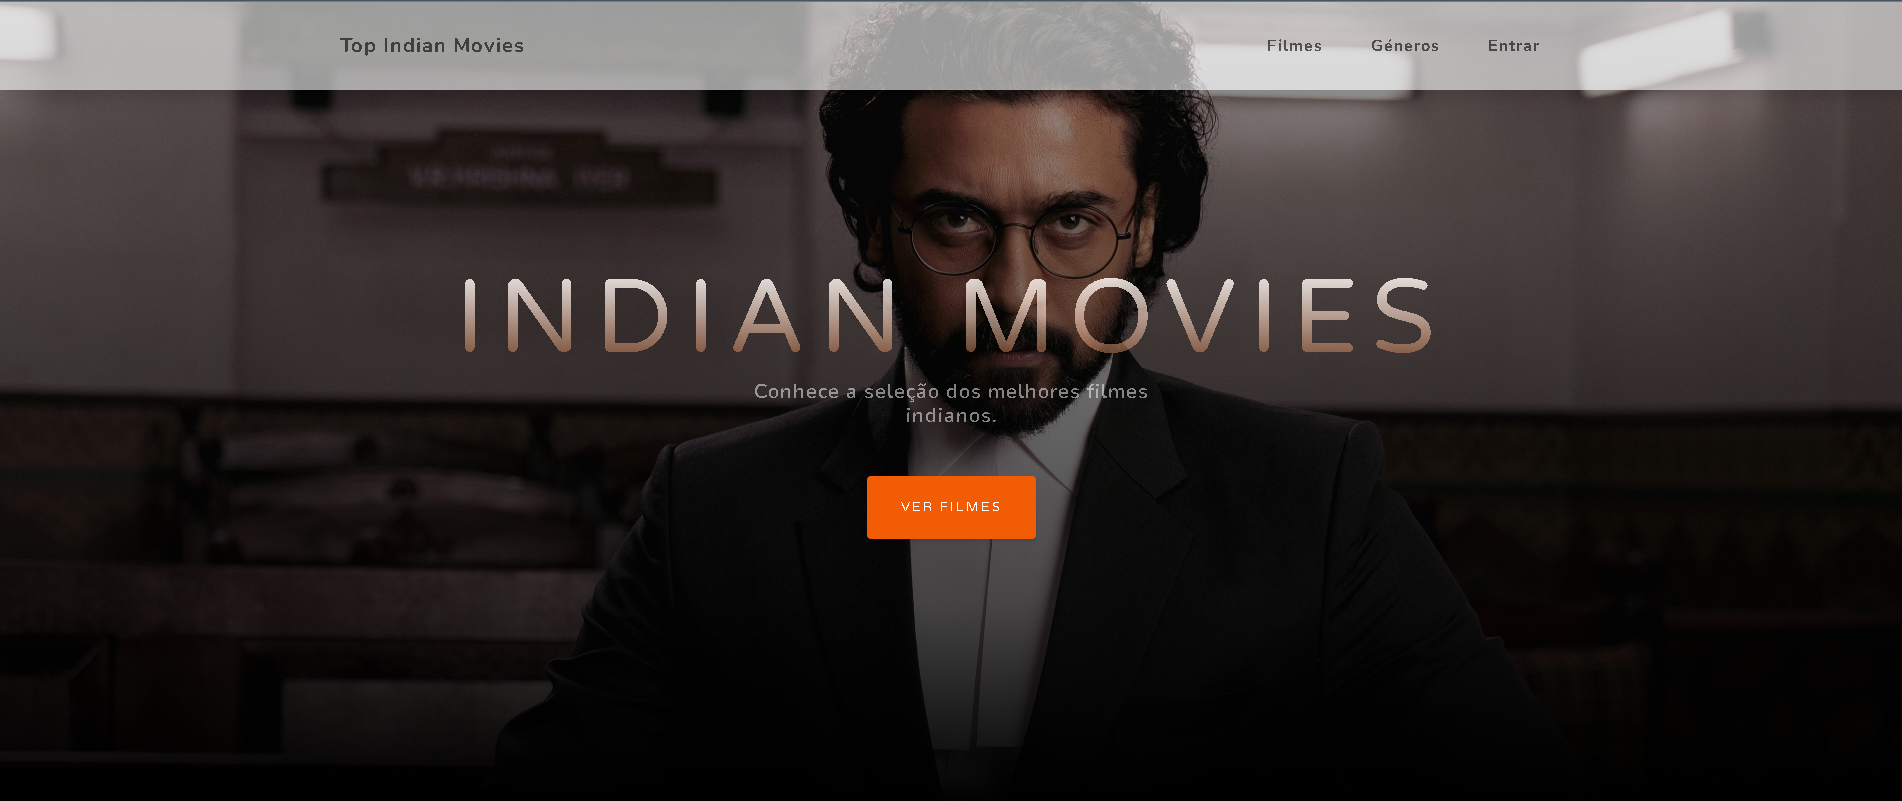 Top Indian Movies
Filmes Géneros Entrar
INDIAN MOVIES
Conhece a seleção dos melhores filmes
indianos.
VER FILMES